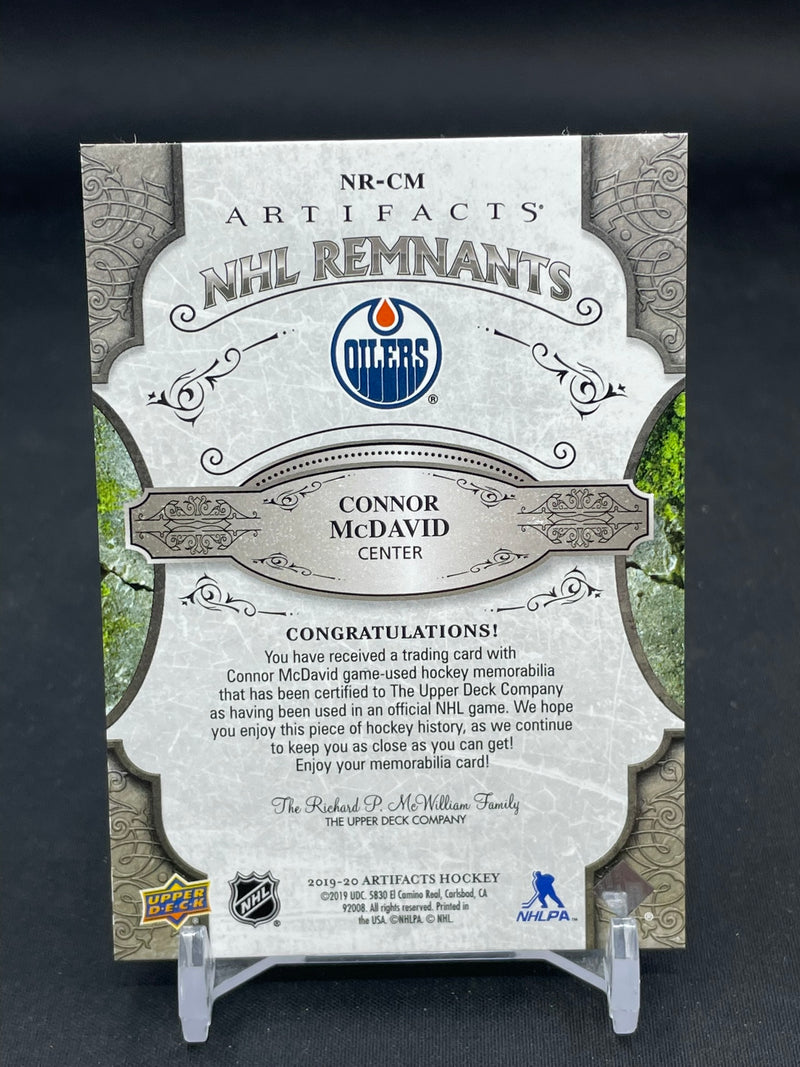 NR-CM
ARTIFACTS®
NHL REMNANTS
OILERS
®
CONNOR
McDAVID
CENTER
CONGRATULATIONS!
You have received a trading card with
Connor McDavid game-used hockey memorabilia
that has been certified to The Upper Deck Company
as having been used in an official NHL game. We hope
you enjoy this piece of hockey history, as we continue
to keep you as close as you can get!
Enjoy your memorabilia card!
The Richard P. McWilliam Family
THE UPPER DECK COMPANY
2019-20 ARTIFACTS HOCKEY
©2019 UDC. 5830 El Camino Real, Carlsbad, CA
92008. All rights reserved. Printed in
the USA. ©NHLPA. © NHL.
UPPER
DECK
NHL
®
NHLPA™
®